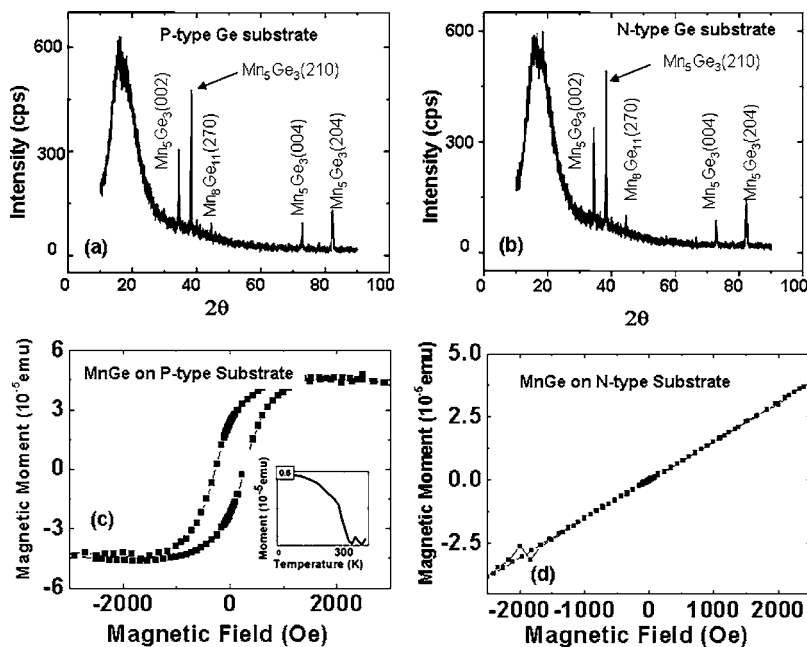 P-type Ge substrate
Mn5Ge3(210)
Mn5Ge3(002)
Mn8Ge11(270)
Mn5Ge3(004)
Mn5Ge3(204)
Intensity (cps)
600
300
0
(a)
0 20 40 60 80 100
2θ
N-type Ge substrate
Mn5Ge3(210)
Mn5Ge3(002)
Mn8Ge11(270)
Mn5Ge3(004)
Mn5Ge3(204)
Intensity (cps)
600
300
0
(b)
0 20 40 60 80 100
2θ
MnGe on P-type Substrate
Magnetic Moment (10-5emu)
6
3
0
-3
-6
(c)
0.6
Moment (10-5emu)
300
Temperature (K)
-2000 0 2000
Magnetic Field (Oe)
MnGe on N-type Substrate
Magnetic Moment (10-5emu)
5.0
2.5
0.0
-2.5
(d)
-2000 -1000 0 1000 2000
Magnetic Field (Oe)